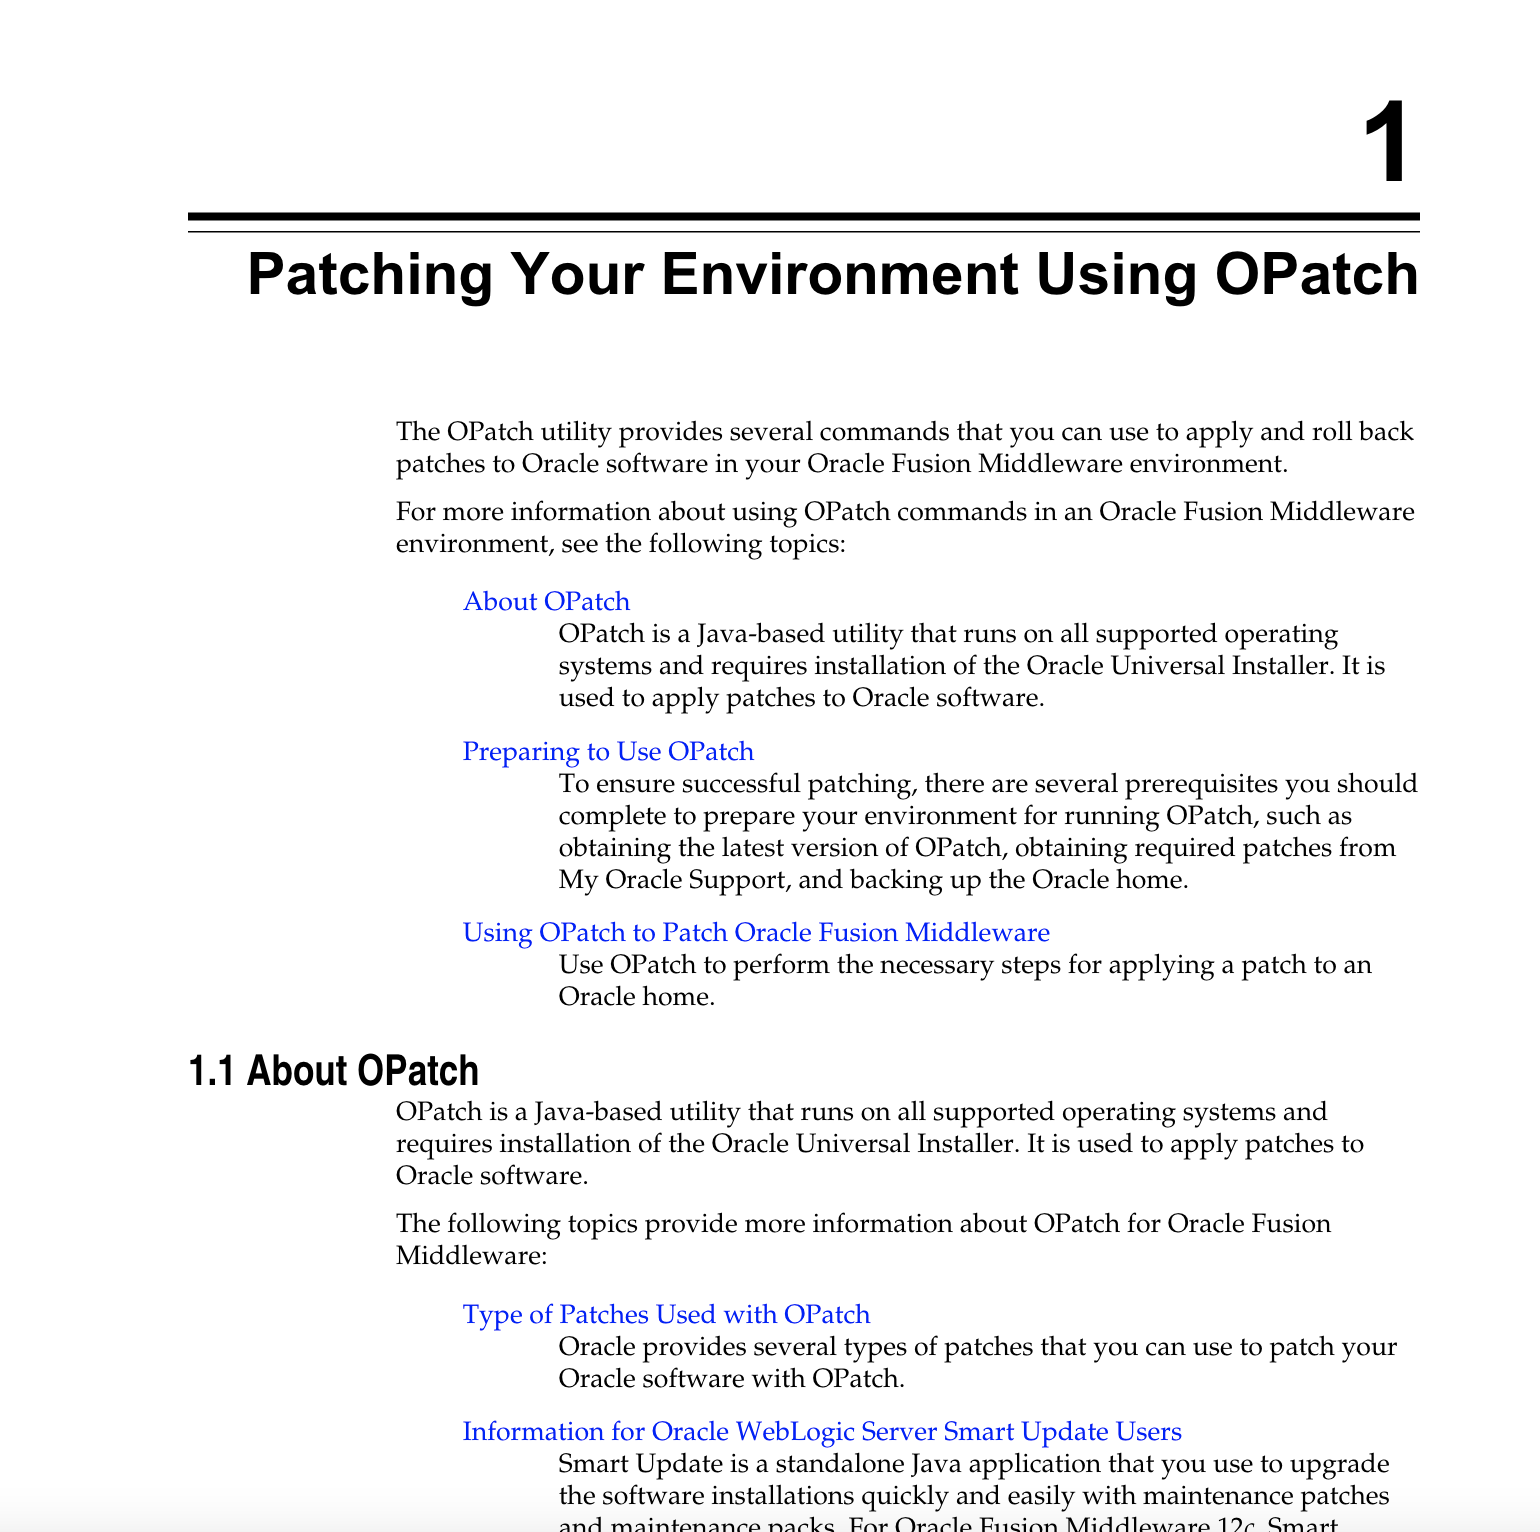 1
Patching Your Environment Using OPatch
The OPatch utility provides several commands that you can use to apply and roll back
patches to Oracle software in your Oracle Fusion Middleware environment.
For more information about using OPatch commands in an Oracle Fusion Middleware
environment, see the following topics:
About OPatch
OPatch is a Java-based utility that runs on all supported operating
systems and requires installation of the Oracle Universal Installer. It is
used to apply patches to Oracle software.
Preparing to Use OPatch
To ensure successful patching, there are several prerequisites you should
complete to prepare your environment for running OPatch, such as
obtaining the latest version of OPatch, obtaining required patches from
My Oracle Support, and backing up the Oracle home.
Using OPatch to Patch Oracle Fusion Middleware
Use OPatch to perform the necessary steps for applying a patch to an
Oracle home.
1.1 About OPatch
OPatch is a Java-based utility that runs on all supported operating systems and
requires installation of the Oracle Universal Installer. It is used to apply patches to
Oracle software.
The following topics provide more information about OPatch for Oracle Fusion
Middleware:
Type of Patches Used with OPatch
Oracle provides several types of patches that you can use to patch your
Oracle software with OPatch.
Information for Oracle WebLogic Server Smart Update Users
Smart Update is a standalone Java application that you use to upgrade
the software installations quickly and easily with maintenance patches
and maintenance packs. For Oracle Fusion Middleware 12c, Smart